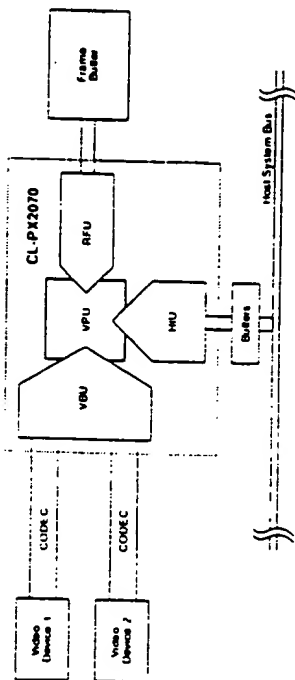 Frame
Buffer
CL-PX2070
RFU
VPU
VBU
HIU
Buffers
Host System Bus
CODEC
CODEC
Video
Device 1
Video
Device 2